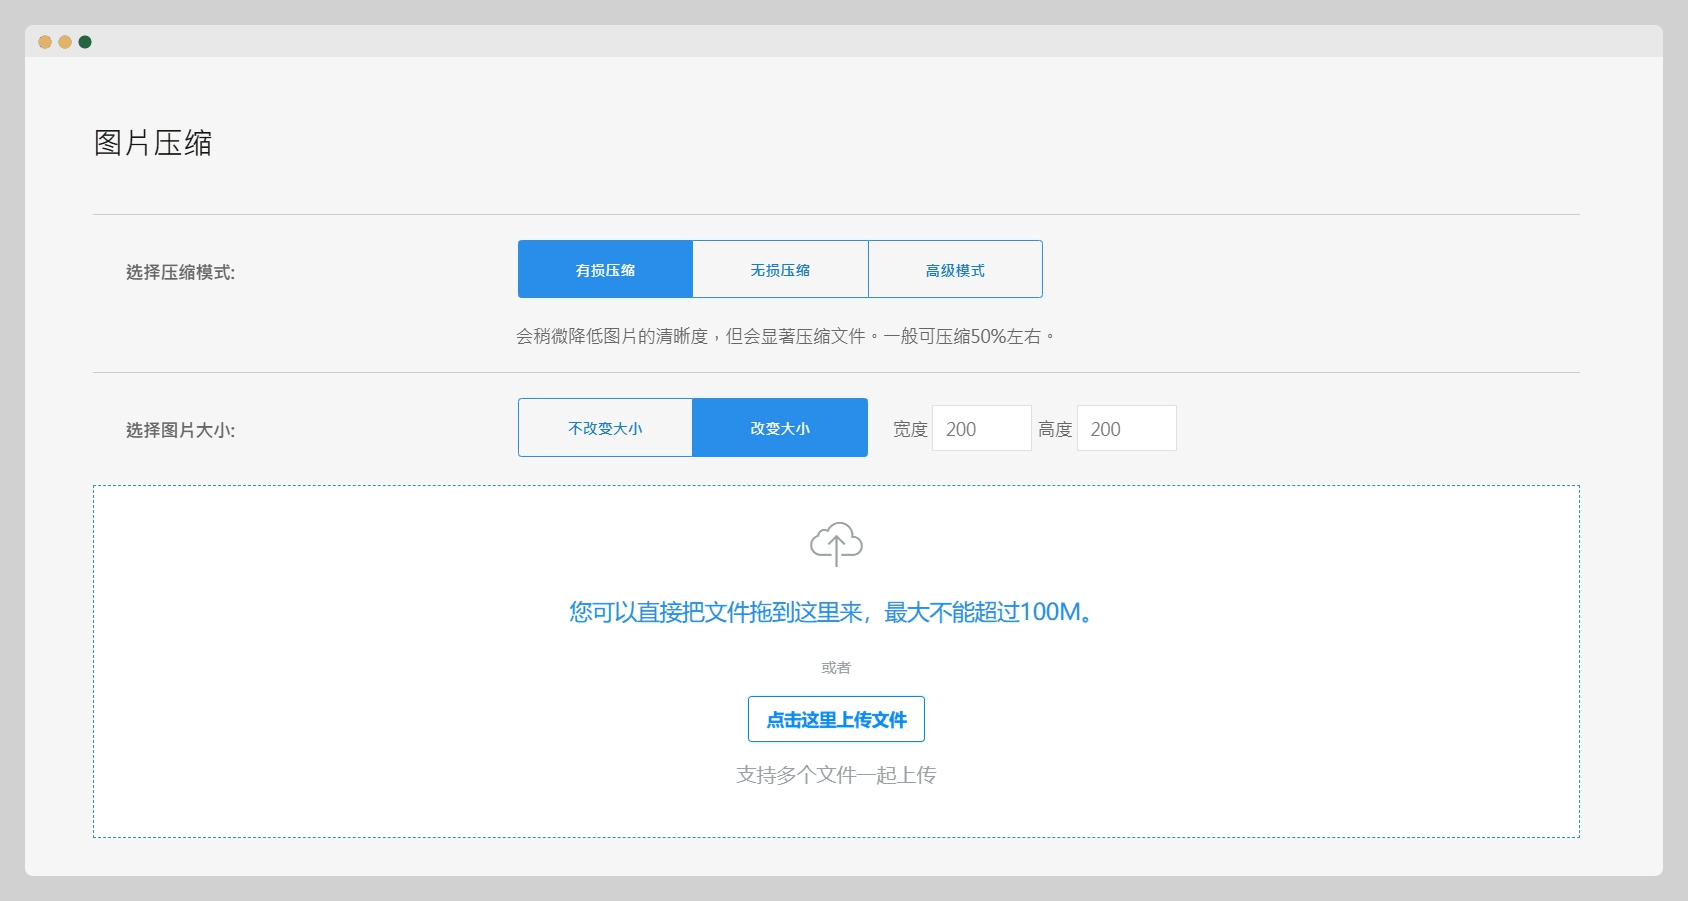 图片压缩
选择压缩模式:
有损压缩
无损压缩
高级模式
会稍微降低图片的清晰度，但会显著压缩文件。一般可压缩50%左右。
选择图片大小:
不改变大小
改变大小
宽度 200 高度 200
您可以直接把文件拖到这里来，最大不能超过100M。
或者
点击这里上传文件
支持多个文件一起上传